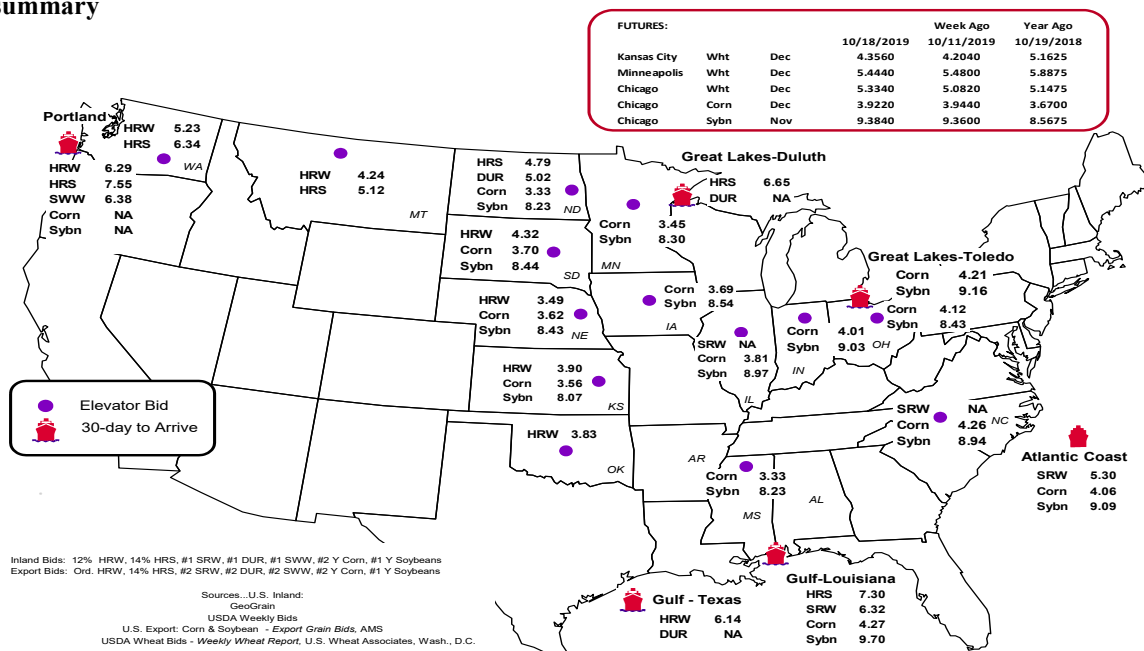 summary
FUTURES:
Week Ago Year Ago
10/18/2019 10/11/2019 10/19/2018
Kansas City Wht Dec 4.3560 4.2040 5.1625
Minneapolis Wht Dec 5.4440 5.4800 5.8875
Chicago Wht Dec 5.3340 5.0820 5.1475
Chicago Corn Dec 3.9220 3.9440 3.6700
Chicago Sybn Nov 9.3840 9.3600 8.5675
Portland
HRW 5.23
HRS 6.34
WA
HRW 6.29
HRS 7.55
SWW 6.38
Corn NA
Sybn NA
HRW 4.24
HRS 5.12
MT
HRS 4.79
DUR 5.02
Corn 3.33
Sybn 8.23
ND
HRW 4.32
Corn 3.70
Sybn 8.44
SD
HRW 3.49
Corn 3.62
Sybn 8.43
NE
HRW 3.90
Corn 3.56
Sybn 8.07
KS
HRW 3.83
OK
Great Lakes-Duluth
HRS 6.65
DUR NA
Corn 3.45
Sybn 8.30
MN
Corn 3.69
Sybn 8.54
IA
SRW NA
Corn 3.81
Sybn 8.97
IL
Great Lakes-Toledo
Corn 4.21
Sybn 9.16
Corn 4.12
Sybn 8.43
OH
Corn 4.01
Sybn 9.03
IN
SRW NA
Corn 4.26
Sybn 8.94
NC
Atlantic Coast
SRW 5.30
Corn 4.06
Sybn 9.09
AR
Corn 3.33
Sybn 8.23
MS
AL
Gulf-Louisiana
HRS 7.30
SRW 6.32
Corn 4.27
Sybn 9.70
Gulf - Texas
HRW 6.14
DUR NA
Elevator Bid
30-day to Arrive
Inland Bids: 12% HRW, 14% HRS, #1 SRW, #1 DUR, #1 SWW, #2 Y Corn, #1 Y Soybeans
Export Bids: Ord. HRW, 14% HRS, #2 SRW, #2 DUR, #2 SWW, #2 Y Corn, #1 Y Soybeans
Sources...U.S. Inland:
GeoGrain
USDA Weekly Bids
U.S. Export: Corn & Soybean - Export Grain Bids, AMS
USDA Wheat Bids - Weekly Wheat Report, U.S. Wheat Associates, Wash., D.C.